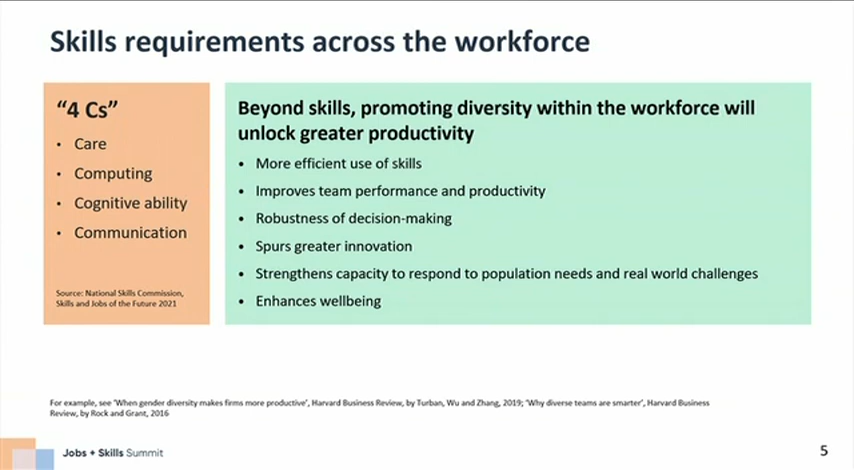 Skills requirements across the workforce
“4 Cs”
• Care
• Computing
• Cognitive ability
• Communication
Source: National Skills Commission,
Skills and Jobs of the Future 2021
Beyond skills, promoting diversity within the workforce will
unlock greater productivity
• More efficient use of skills
• Improves team performance and productivity
• Robustness of decision-making
• Spurs greater innovation
• Strengthens capacity to respond to population needs and real world challenges
• Enhances wellbeing
For example, see ‘When gender diversity makes firms more productive’, Harvard Business Review, by Turban, Wu and Zhang, 2019; ‘Why diverse teams are smarter’, Harvard Business
Review, by Rock and Grant, 2016
Jobs + Skills Summit
5